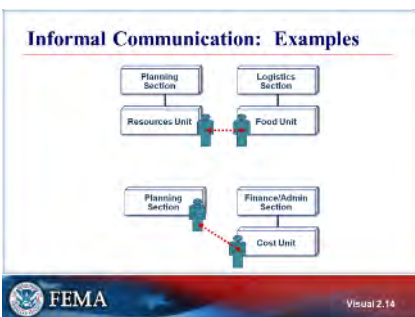 Informal Communication: Examples
Planning
Section
Logistics
Section
Resources Unit
Food Unit
Planning
Section
Finance/Admin
Section
Cost Unit
FEMA
Visual 2.14